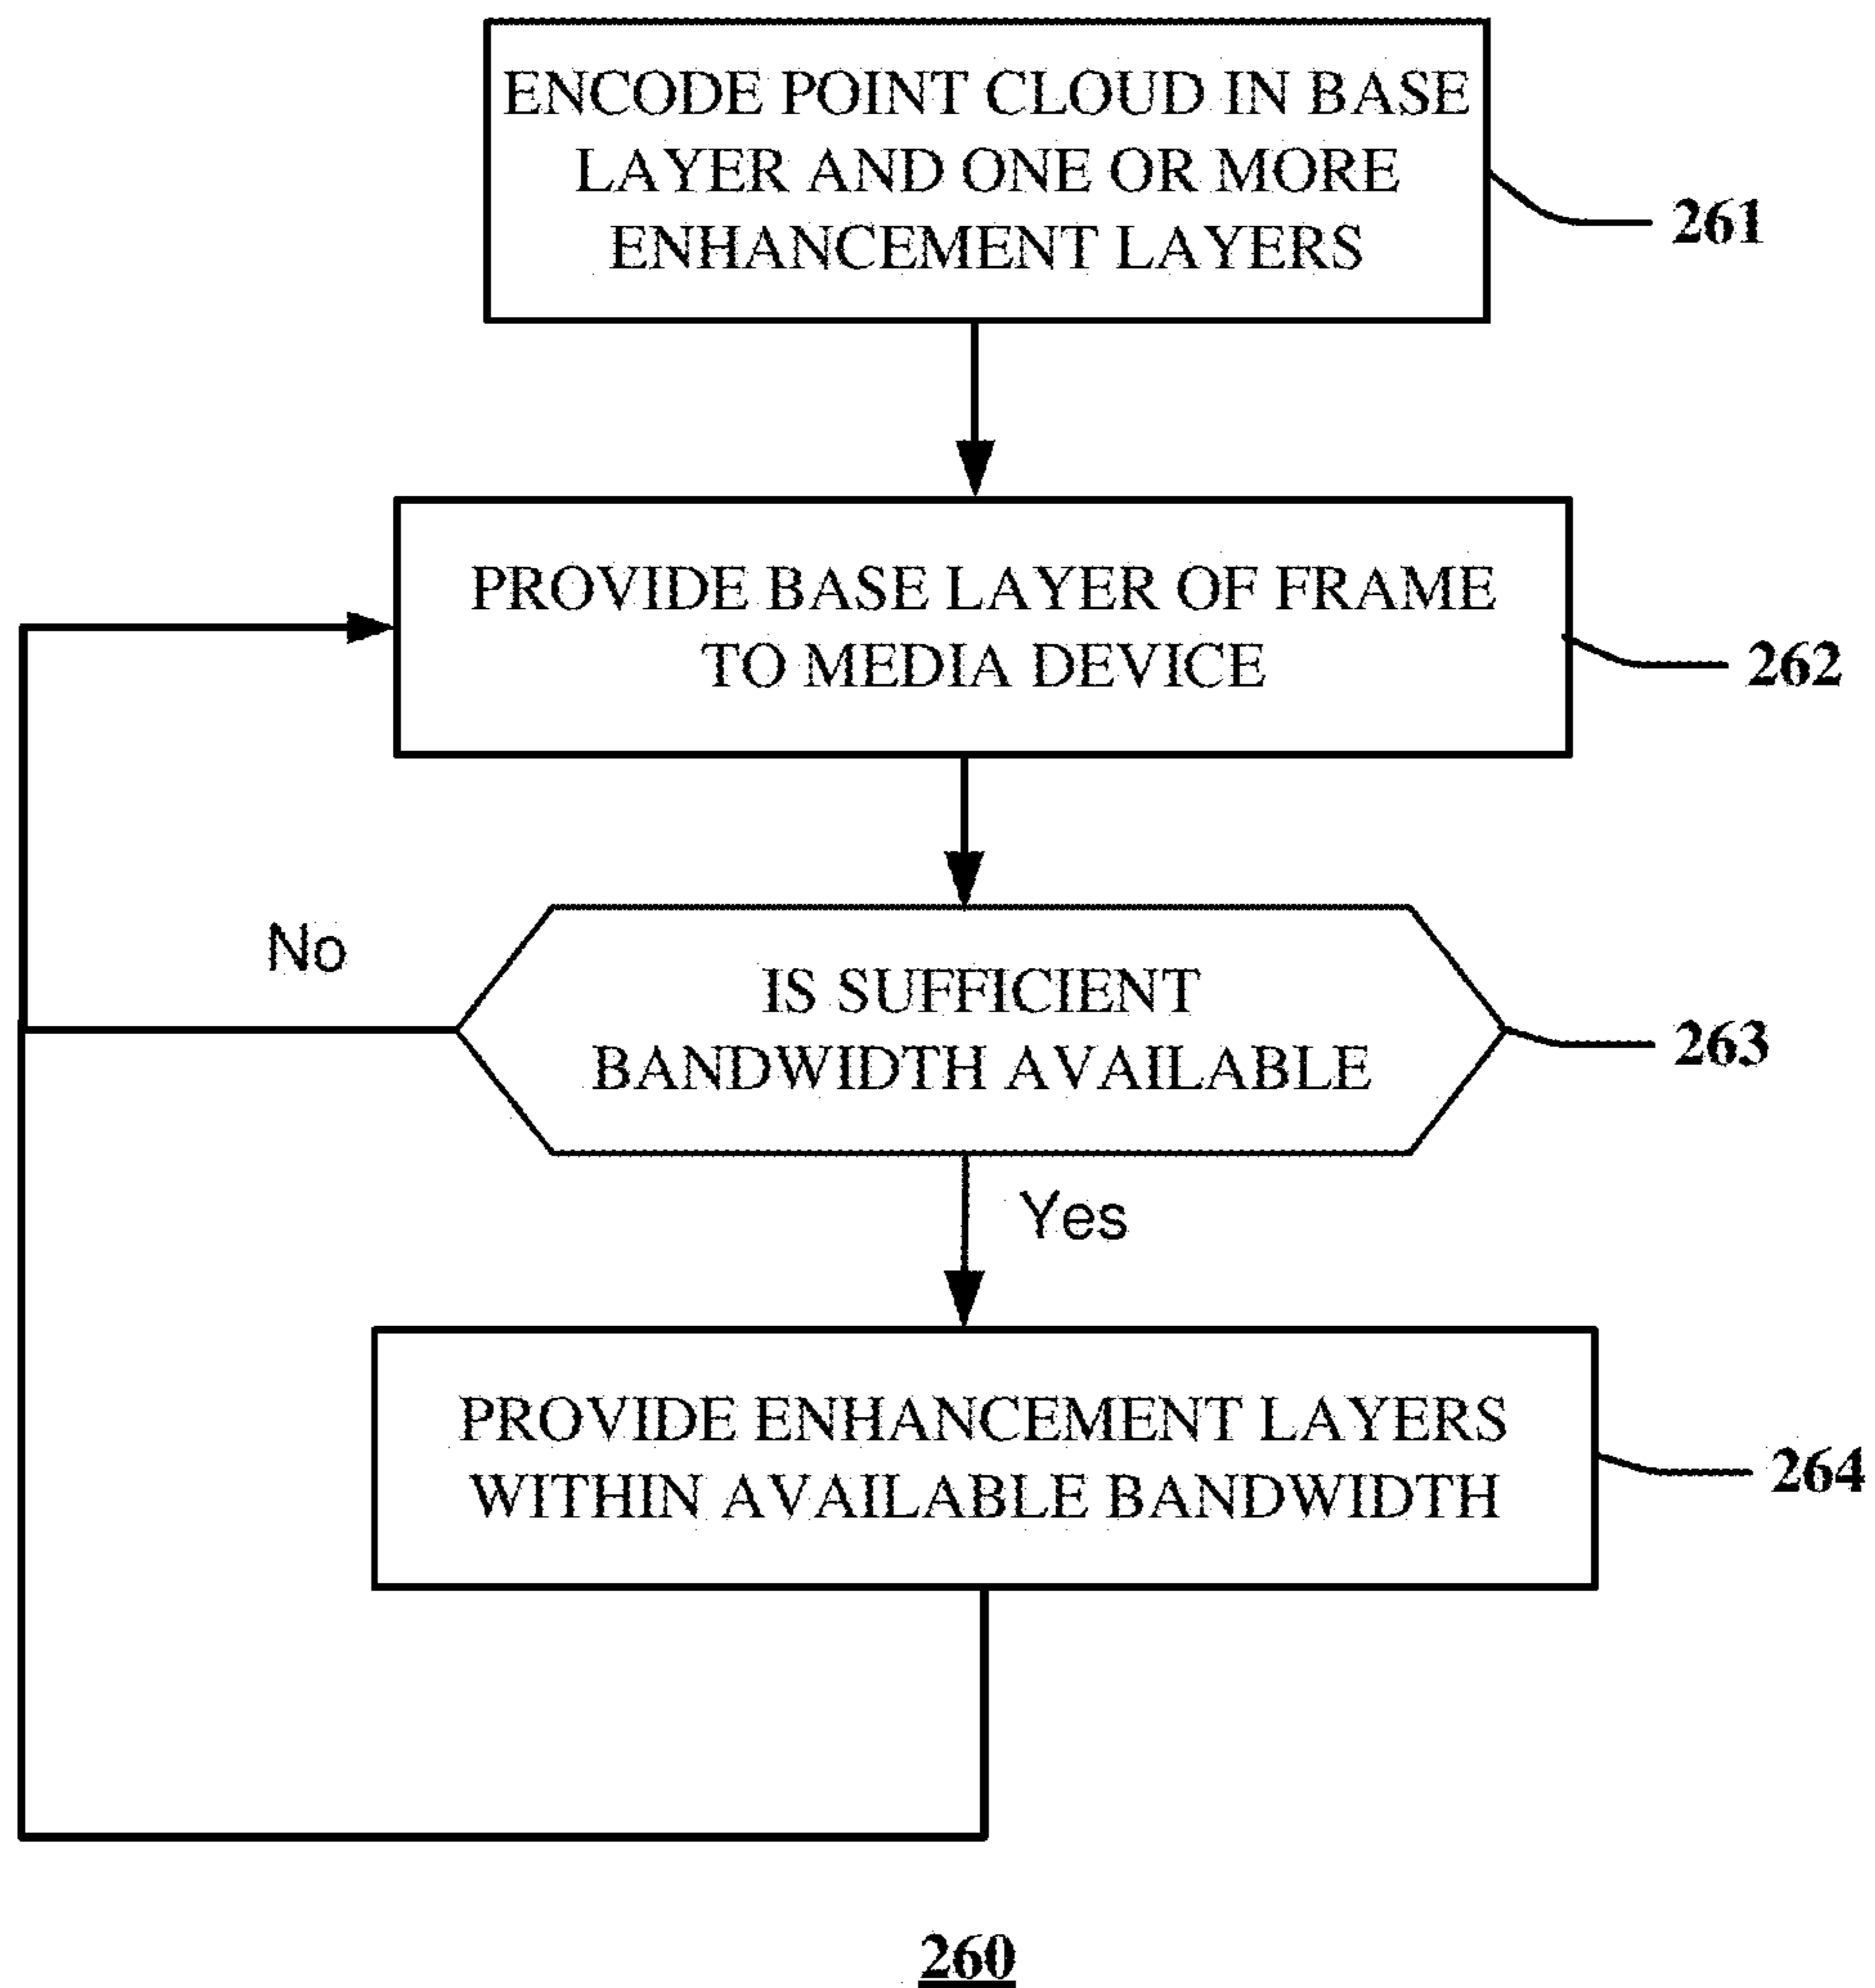 ENCODE POINT CLOUD IN BASE
LAYER AND ONE OR MORE
ENHANCEMENT LAYERS
261
PROVIDE BASE LAYER OF FRAME
TO MEDIA DEVICE
262
No
IS SUFFICIENT
BANDWIDTH AVAILABLE
263
Yes
PROVIDE ENHANCEMENT LAYERS
WITHIN AVAILABLE BANDWIDTH
264
260